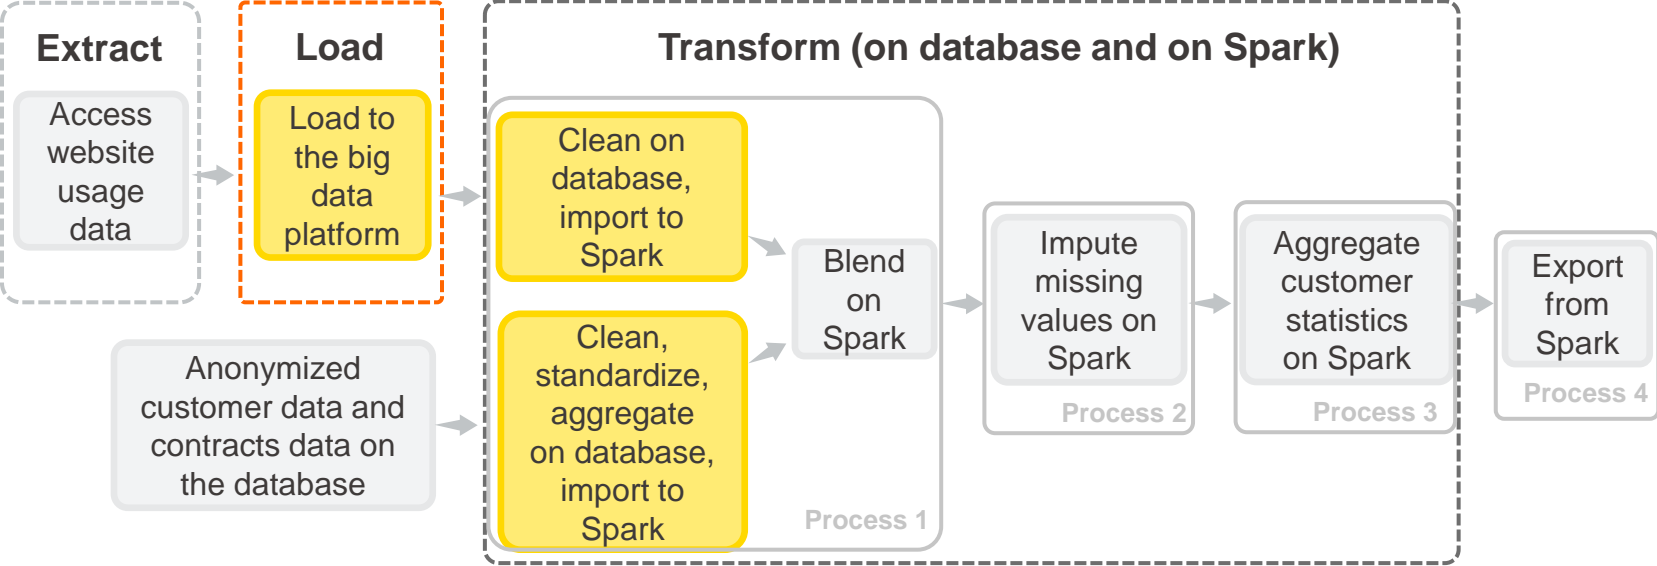 Extract
Access
website
usage
data
Load
Load to
the big
data
platform
Transform (on database and on Spark)
Clean on
database,
import to
Spark
Anonymized
customer data and
contracts data on
the database
Clean,
standardize,
aggregate
on database,
import to
Spark
Blend
on
Spark
Process 1
Impute
missing
values on
Spark
Process 2
Aggregate
customer
statistics
on Spark
Process 3
Export
from
Spark
Process 4